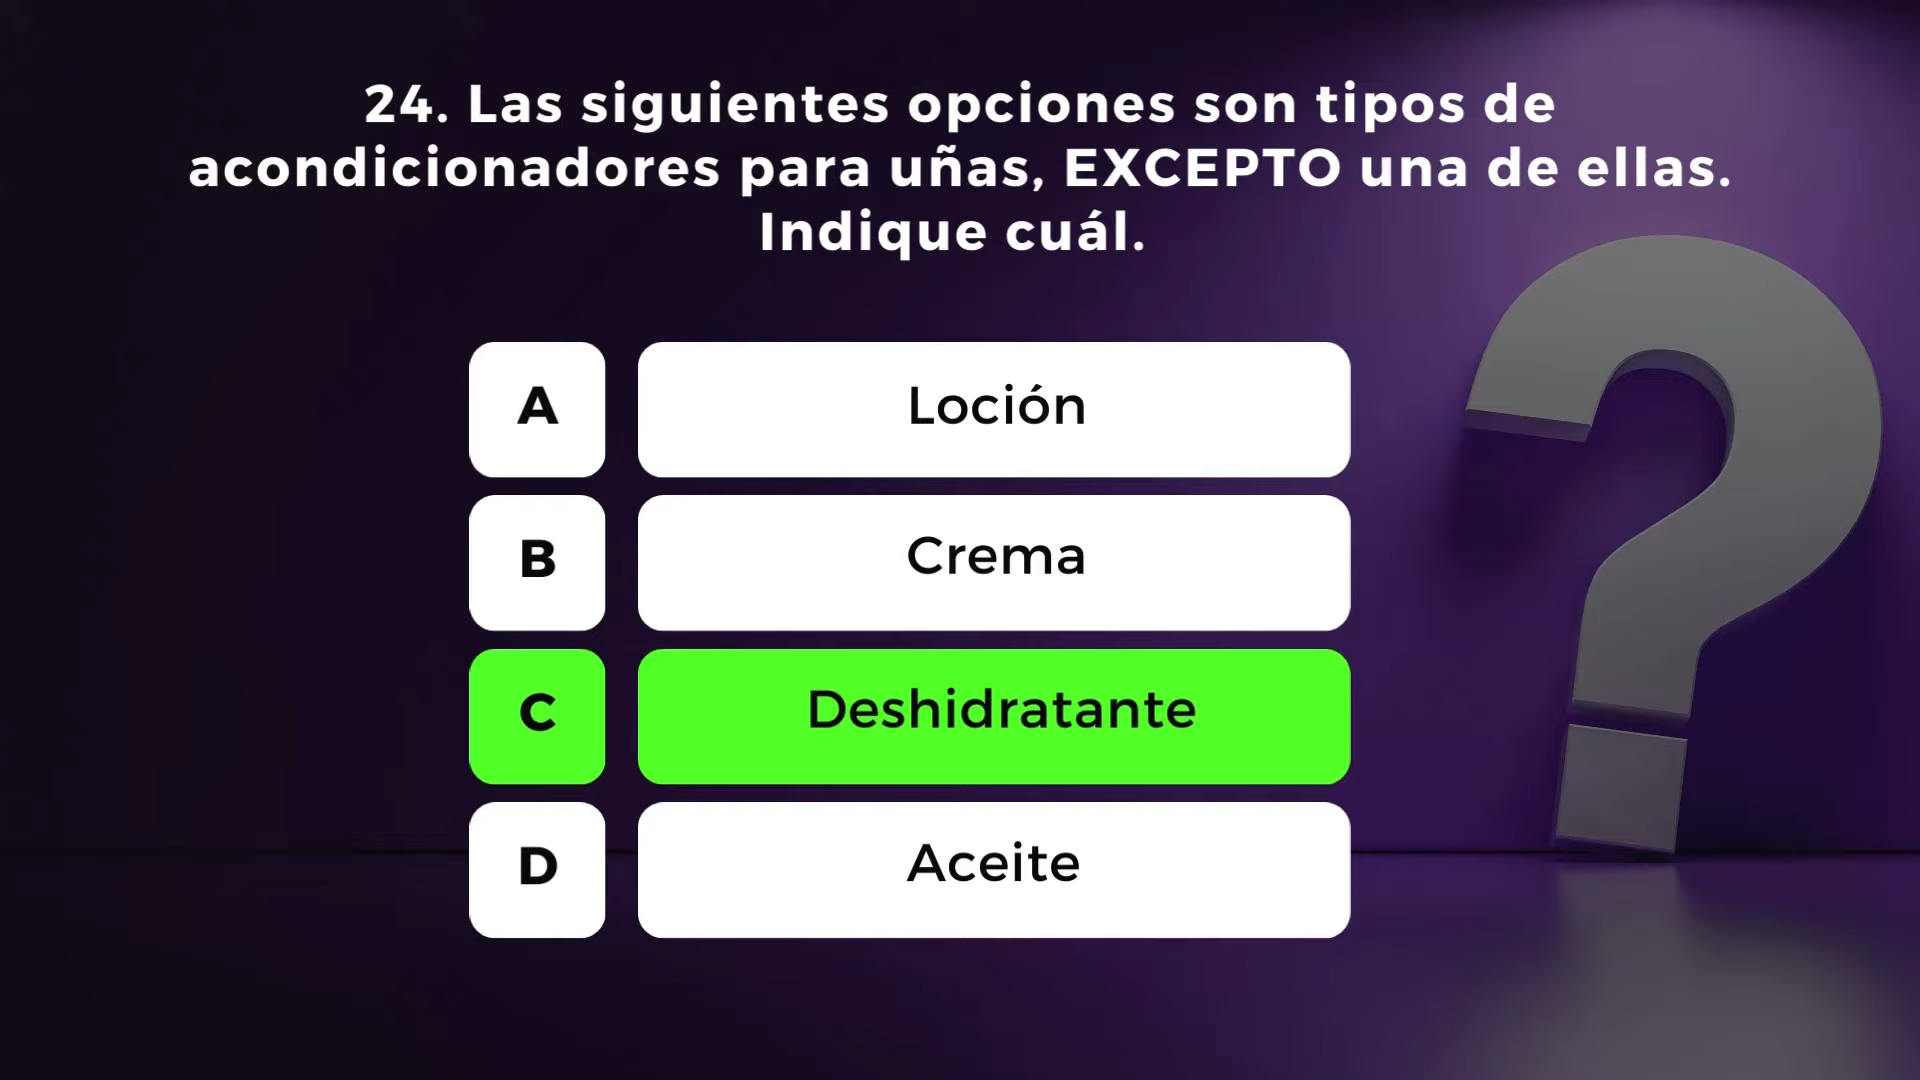 24. Las siguientes opciones son tipos de
acondicionadores para uñas, EXCEPTO una de ellas.
Indique cuál.
A Loción
B Crema
C Deshidratante
D Aceite